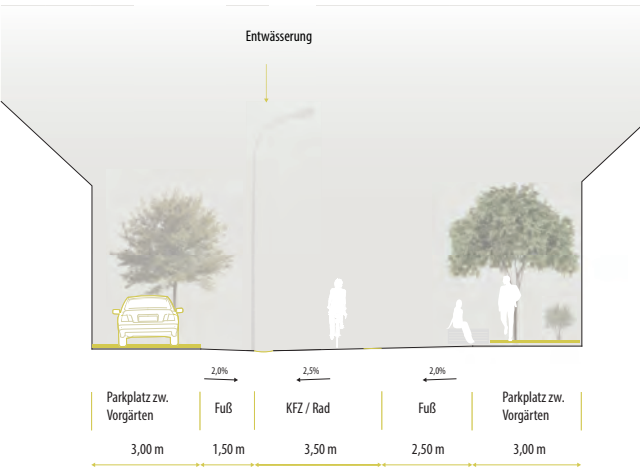 Entwässerung
2,0%
2,5%
2,0%
Parkplatz zw.
Vorgärten
Fuß
KFZ / Rad
Fuß
Parkplatz zw.
Vorgärten
3,00 m
1,50 m
3,50 m
2,50 m
3,00 m